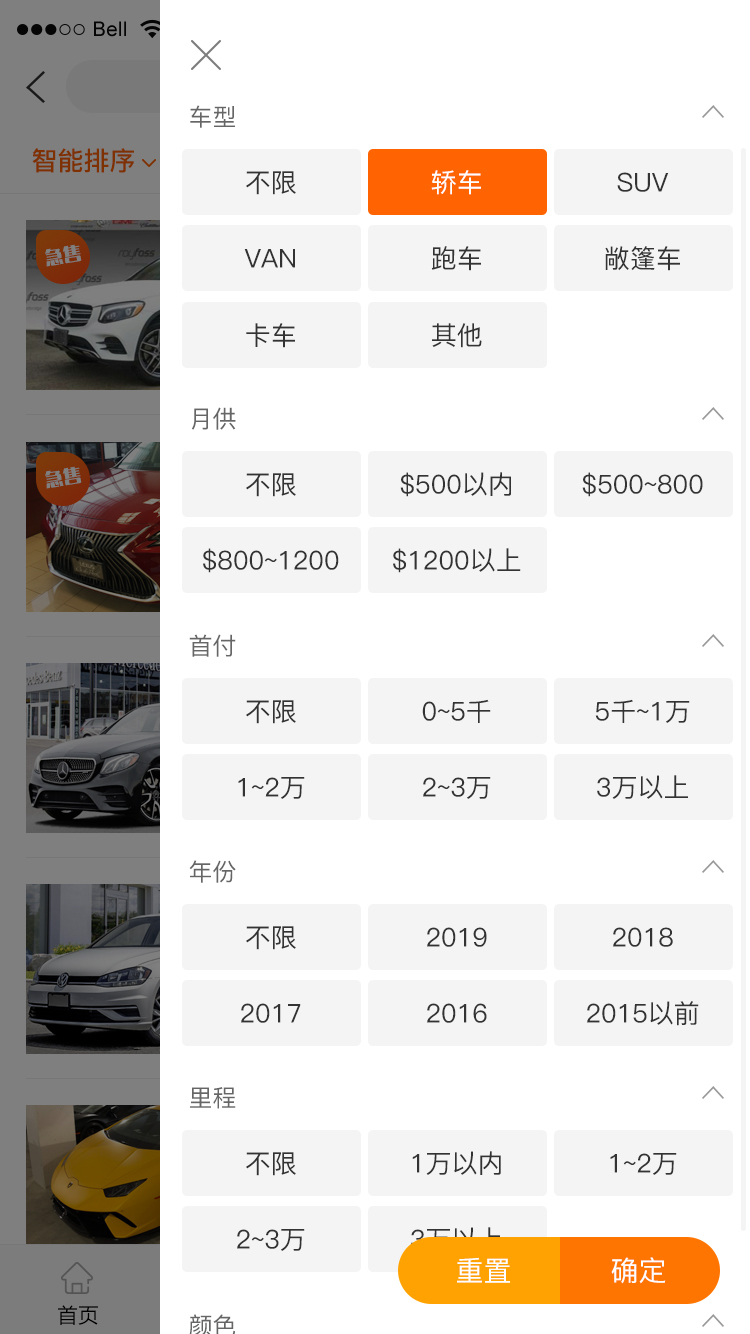 Bell
智能排序
急售
急售
车型
不限 轿车 SUV
VAN 跑车 敞篷车
卡车 其他
月供
不限 $500以内 $500~800
$800~1200 $1200以上
首付
不限 0~5千 5千~1万
1~2万 2~3万 3万以上
年份
不限 2019 2018
2017 2016 2015以前
里程
不限 1万以内 1~2万
2~3万 3万以上
重置 确定
首页
颜色